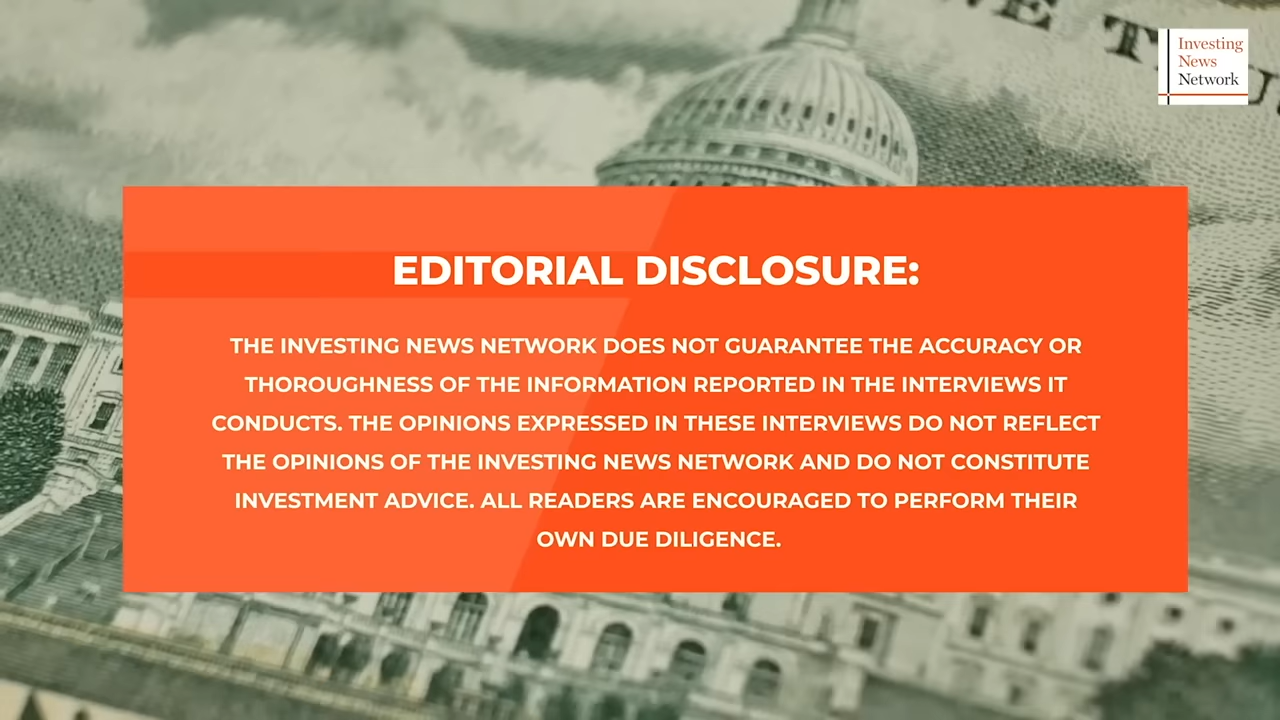 Investing
News
Network
EDITORIAL DISCLOSURE:
THE INVESTING NEWS NETWORK DOES NOT GUARANTEE THE ACCURACY OR
THOROUGHNESS OF THE INFORMATION REPORTED IN THE INTERVIEWS IT
CONDUCTS. THE OPINIONS EXPRESSED IN THESE INTERVIEWS DO NOT REFLECT
THE OPINIONS OF THE INVESTING NEWS NETWORK AND DO NOT CONSTITUTE
INVESTMENT ADVICE. ALL READERS ARE ENCOURAGED TO PERFORM THEIR
OWN DUE DILIGENCE.